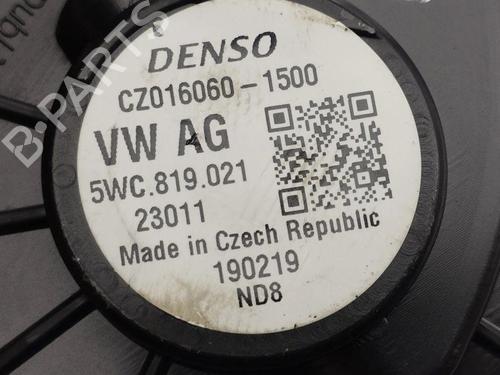 DENSO
CZ016060-1500
VW AG
5WC.819.021
23011
Made in Czech Republic
190219
ND8
B-PARTS